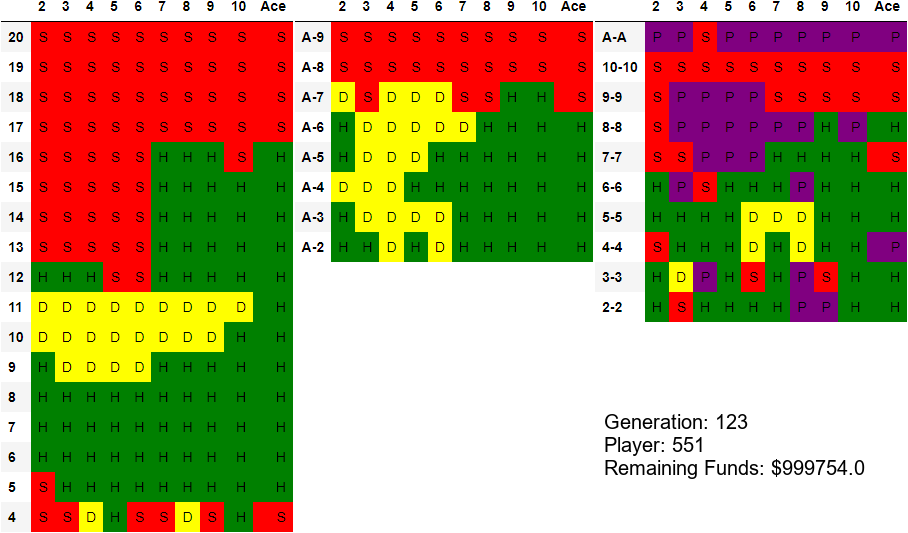 2 3 4 5 6 7 8 9 10 Ace 2 3 4 5 6 7 8 9 10 Ace 2 3 4 5 6 7 8 9 10 Ace
20 S S S S S S S S S S A-9 S S S S S S S S S S A-A P P S P P P P P P P
19 S S S S S S S S S S A-8 S S S S S S S S S S 10-10 S S S S S S S S S S
18 S S S S S S S S S S A-7 D S D D D S S H H S 9-9 S P P P P S S S S S
17 S S S S S S S S S S A-6 H D D D D D H H H H 8-8 S P P P P P P H P H
16 S S S S S H H H S H A-5 H D D D H H H H H H 7-7 S S P P P H H H H S
15 S S S S S H H H H H A-4 D D D H H H H H H H 6-6 H P S H H H P H H H
14 S S S S S H H H H H A-3 H D D D D H H H H H 5-5 H H H H D D D H H H
13 S S S S S H H H H H A-2 H H D H D H H H H H 4-4 S H H H D H D H H P
12 H H H S S H H H H H 3-3 H D P H S H P S H H
11 D D D D D D D D D H 2-2 H S H H H H P P H H
10 D D D D D D D D H H
9 H D D D D H H H H H
8 H H H H H H H H H H
7 H H H H H H H H H H
6 H H H H H H H H H H
5 S H H H H H H H H H
4 S S D H S S D S H S
Generation: 123
Player: 551
Remaining Funds: $999754.0